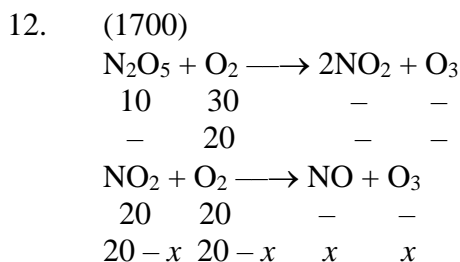 12. (1700)
N₂O₅ + O₂ ⟶ 2NO₂ + O₃
10 30 – –
– 20 – –
NO₂ + O₂ ⟶ NO + O₃
20 20 – –
20 – x 20 – x x x